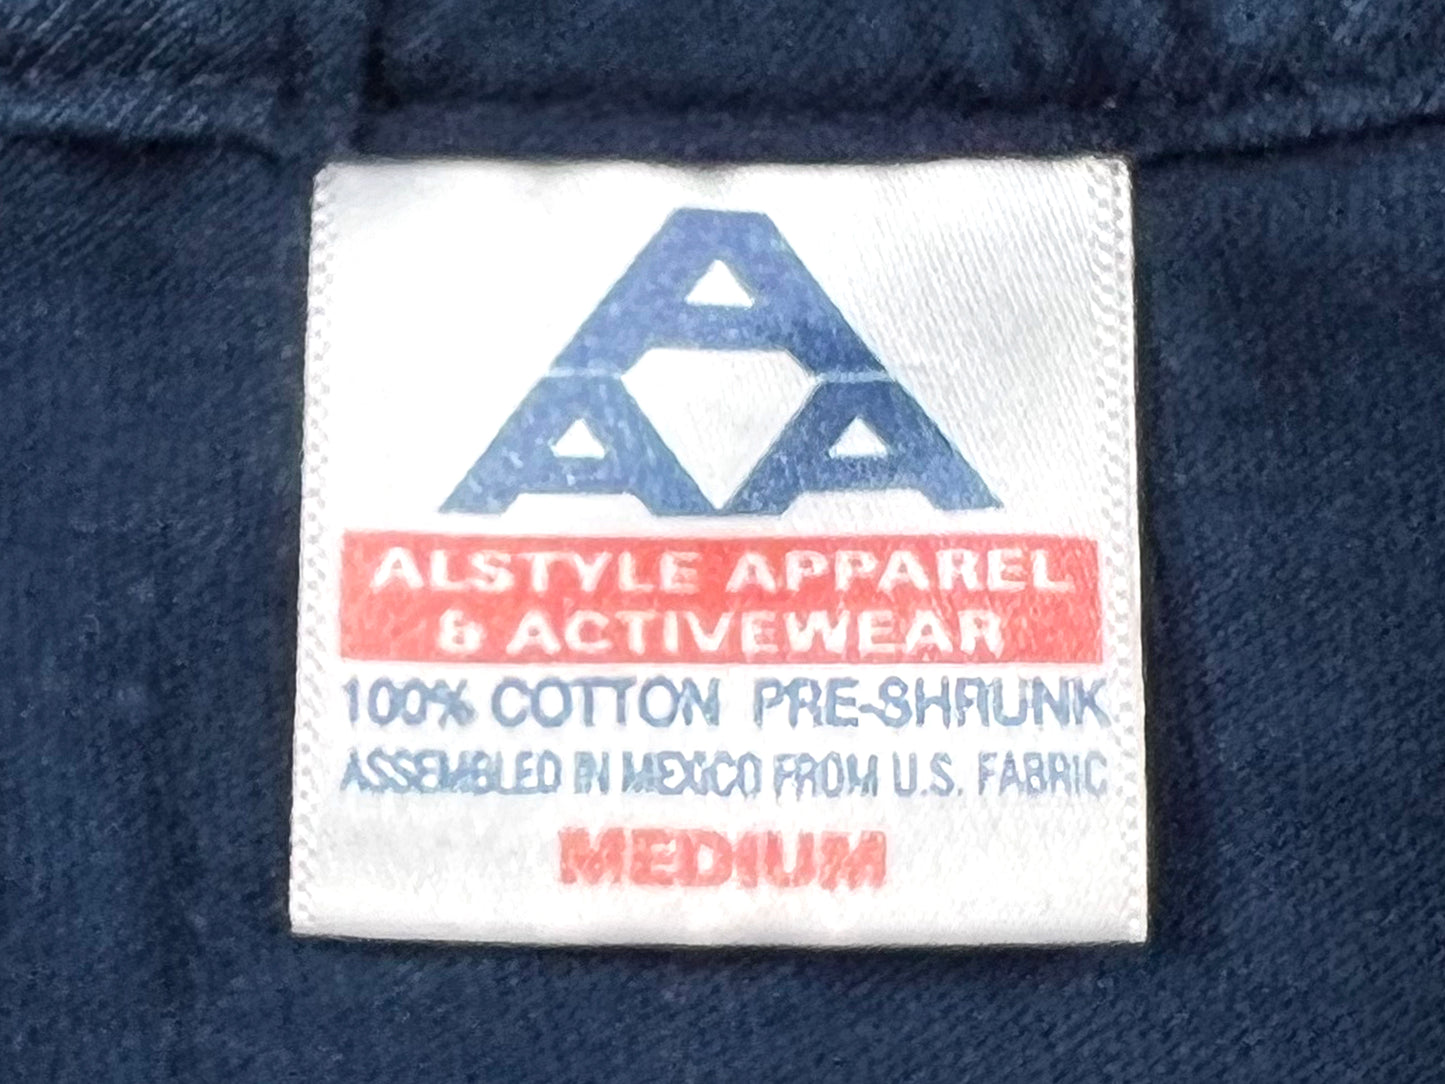 A
A A
ALSTYLE APPAREL
& ACTIVEWEAR
100% COTTON PRE-SHRUNK
ASSEMBLED IN MEXICO FROM U.S. FABRIC
MEDIUM